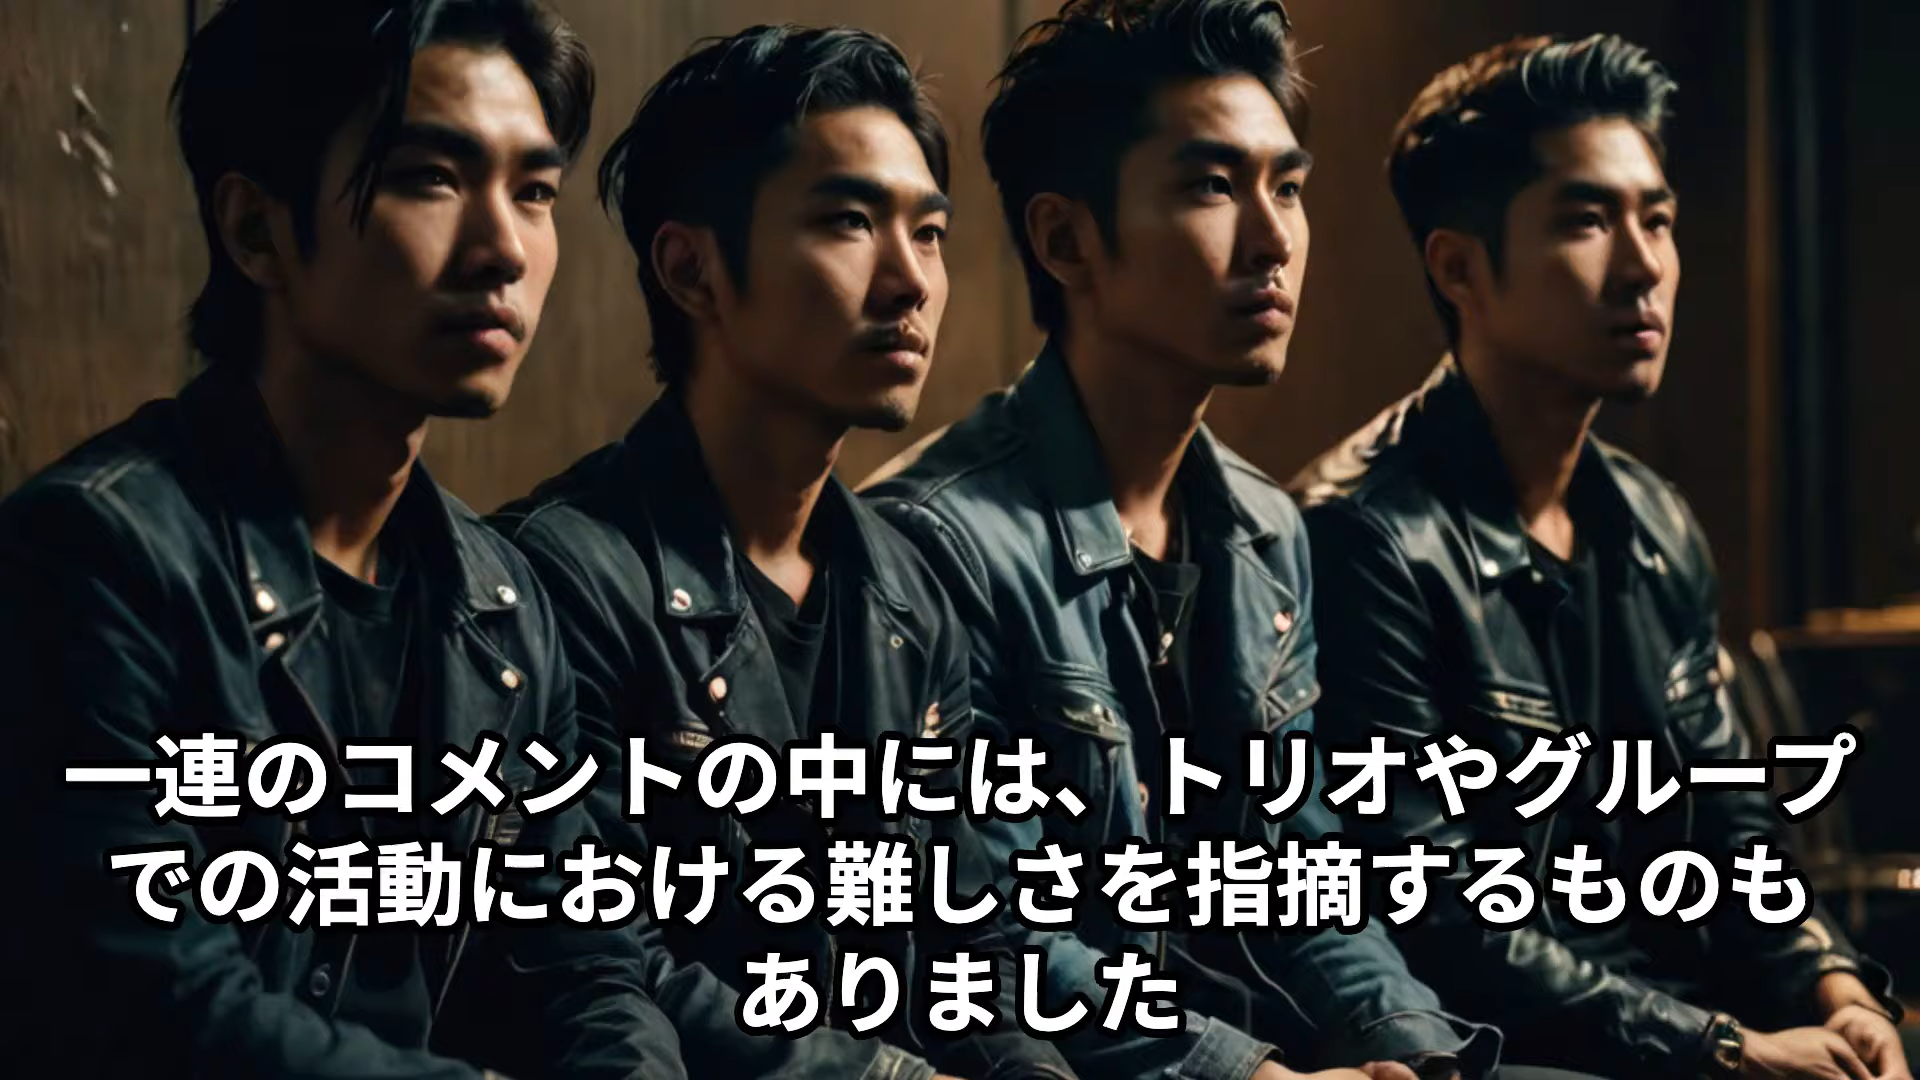 一連のコメントの中には、トリオやグループ
での活動における難しさを指摘するものも
ありました